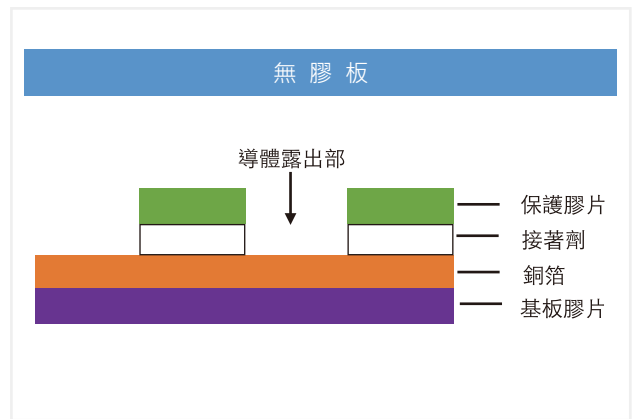 無膠板
導體露出部
保護膠片
接著劑
銅箔
基板膠片